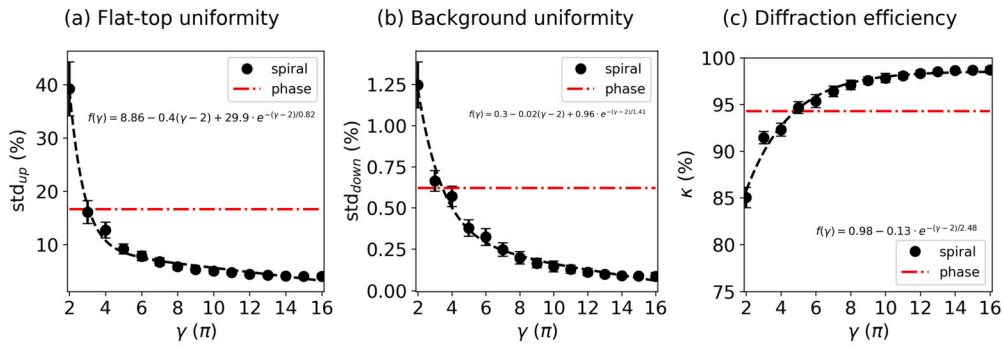 (a) Flat-top uniformity
40
30
20
10
std_up (%)
spiral
phase
f(γ) = 8.86 − 0.4(γ − 2) + 29.9 · e^−(γ−2)/0.82
2 4 6 8 10 12 14 16
γ (π)
(b) Background uniformity
1.25
1.00
0.75
0.50
0.25
0.00
std_down (%)
spiral
phase
f(γ) = 0.3 − 0.02(γ − 2) + 0.96 · e^−(γ−2)/1.41
2 4 6 8 10 12 14 16
γ (π)
(c) Diffraction efficiency
100
95
90
85
80
75
κ (%)
f(γ) = 0.98 − 0.13 · e^−(γ−2)/2.48
spiral
phase
2 4 6 8 10 12 14 16
γ (π)